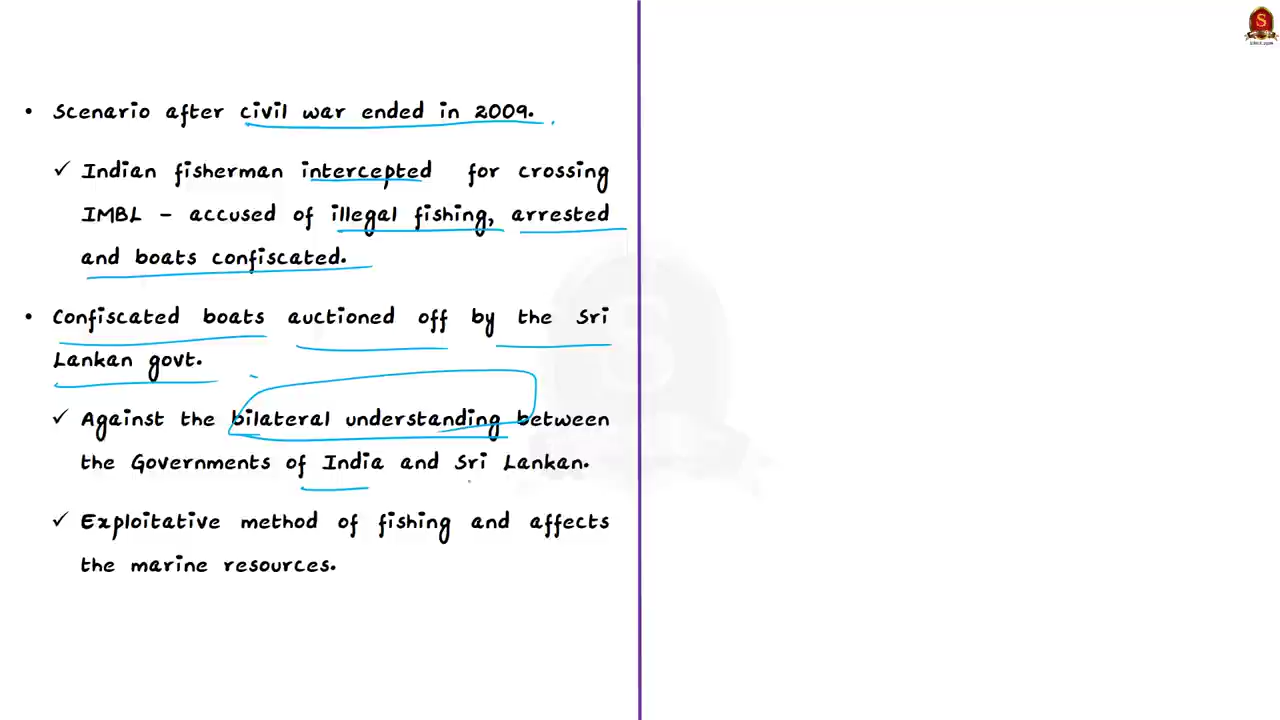 • Scenario after civil war ended in 2009.
✓ Indian fisherman intercepted for crossing
IMBL – accused of illegal fishing, arrested
and boats confiscated.
• Confiscated boats auctioned off by the Sri
Lankan govt.
✓ Against the bilateral understanding between
the Governments of India and Sri Lankan.
✓ Exploitative method of fishing and affects
the marine resources.
S
S